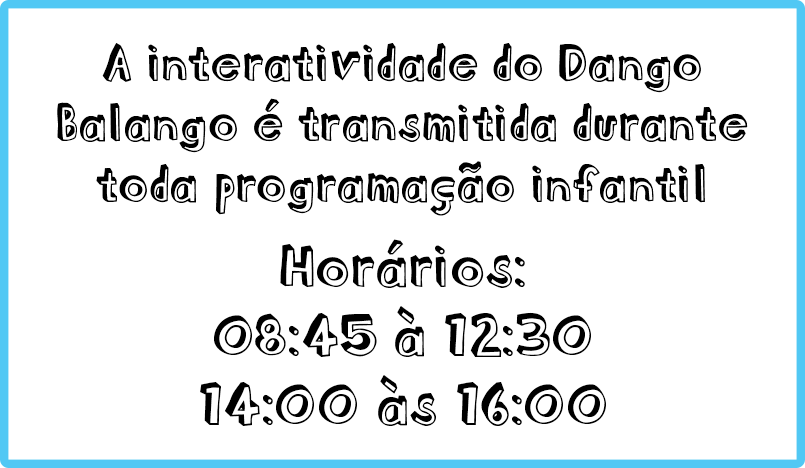 A interatividade do Dango
Balango é transmitida durante
toda programação infantil
Horários:
08:45 à 12:30
14:00 às 16:00